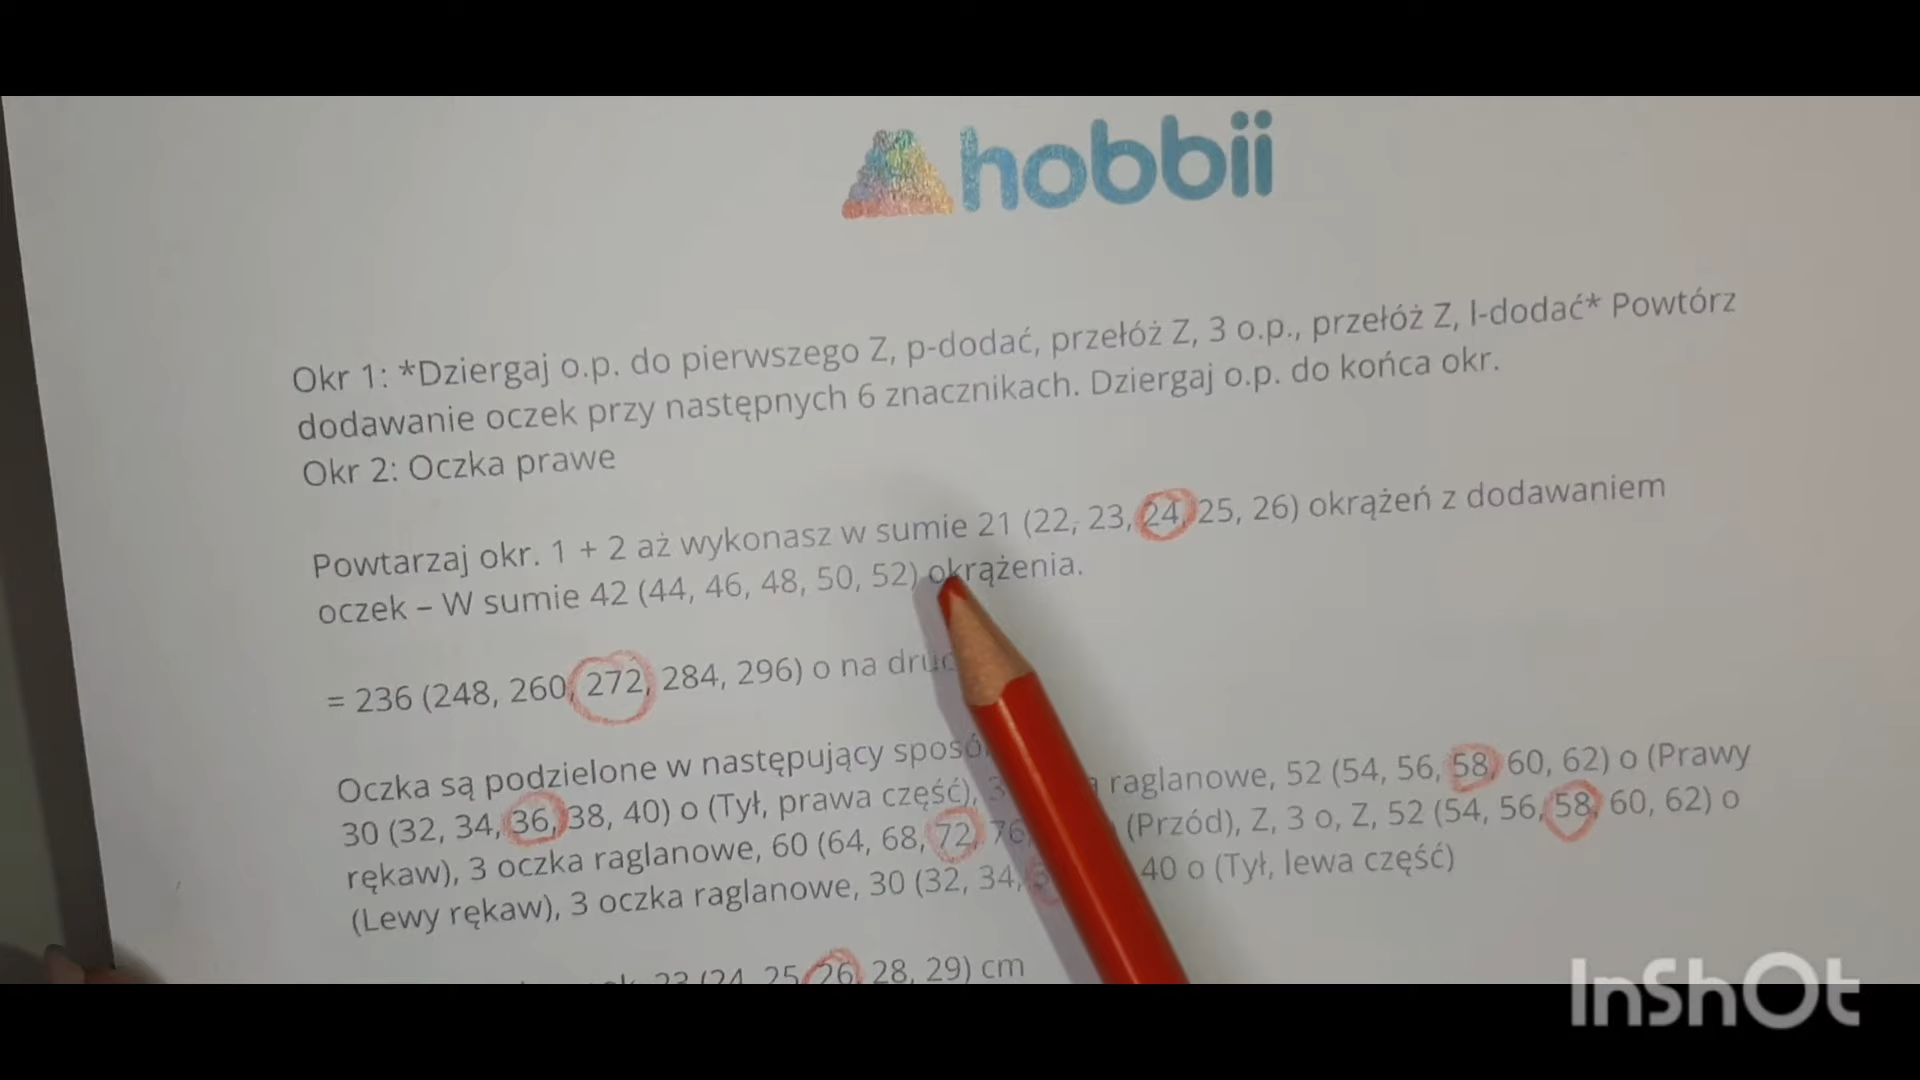 hobbii
Okr 1: *Dziergaj o.p. do pierwszego Z, p-dodać, przełóż Z, 3 o.p., przełóż Z, l-dodać* Powtórz
dodawanie oczek przy następnych 6 znacznikach. Dziergaj o.p. do końca okr.
Okr 2: Oczka prawe
Powtarzaj okr. 1 + 2 aż wykonasz w sumie 21 (22, 23, 24, 25, 26) okrążeń z dodawaniem
oczek – W sumie 42 (44, 46, 48, 50, 52) okrążenia.
= 236 (248, 260, 272, 284, 296) o na
Oczka są podzielone w następujący
30 (32, 34, 36, 38, 40) o (Tył, prawa część), 3 raglanowe, 52 (54, 56, 58, 60, 62) o (Prawy
rękaw), 3 oczka raglanowe, 60 (64, 68, 72, 76, (Przód), Z, 3 o, Z, 52 (54, 56, 58, 60, 62) o
(Lewy rękaw), 3 oczka raglanowe, 30 (32, 34, 40 o (Tył, lewa część)
23 (24, 25, 26, 28, 29) cm
InShOt